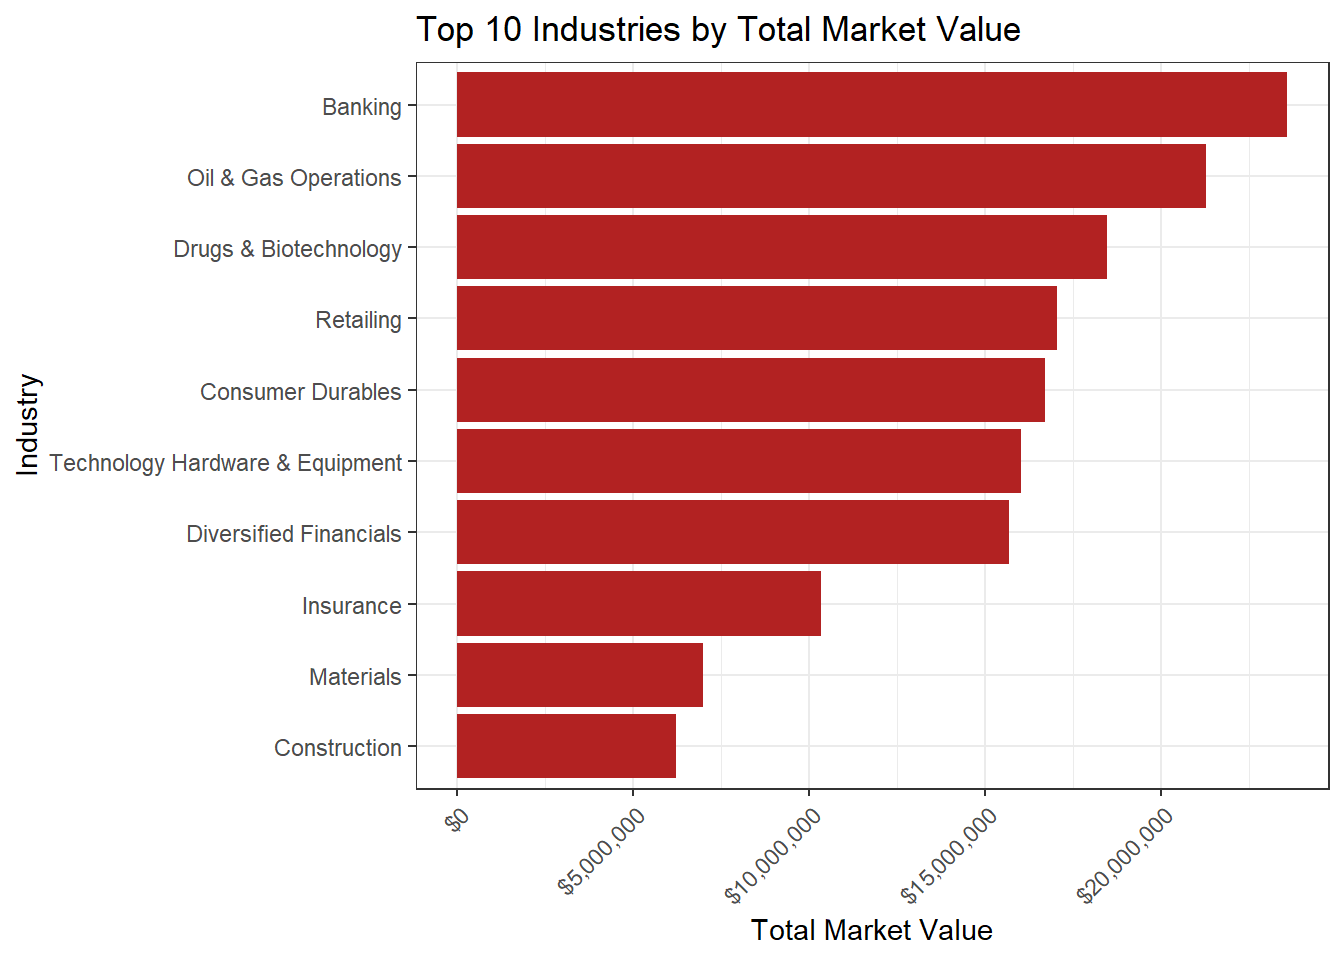 Top 10 Industries by Total Market Value
Industry
Banking
Oil & Gas Operations
Drugs & Biotechnology
Retailing
Consumer Durables
Technology Hardware & Equipment
Diversified Financials
Insurance
Materials
Construction
$0
$5,000,000
$10,000,000
$15,000,000
$20,000,000
Total Market Value